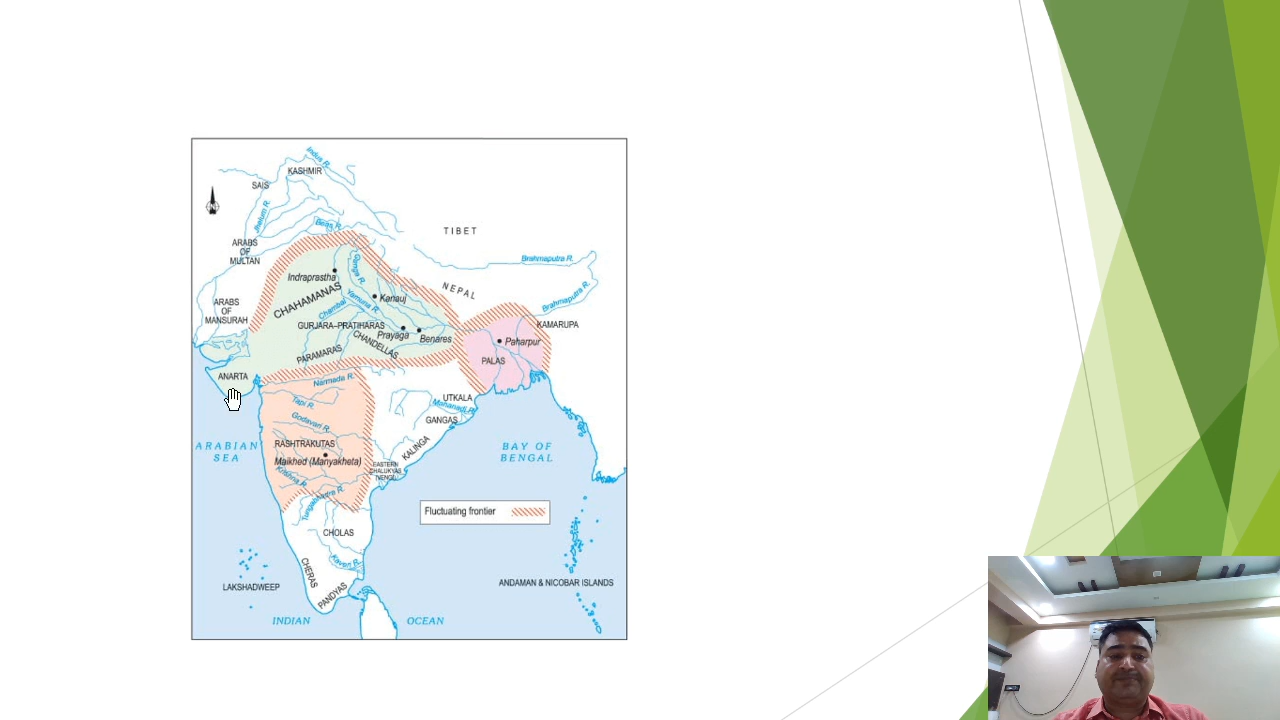 Indus R.
KASHMIR
SAIS
Jhelum R.
Beas R.
TIBET
ARABS
OF
MULTAN
Brahmaputra R.
Ganga R.
Indraprastha
NEPAL
CHAHAMANAS
Kanauj
Brahmaputra R.
ARABS
OF
MANSURAH
Yamuna R.
Chambal
GURJARA–PRATIHARAS
KAMARUPA
Prayaga
Benares
Paharpur
CHANDELLAS
PARAMARAS
PALAS
ANARTA
Narmada R.
Tapi R.
UTKALA
Mahanadi R.
Godavari R.
GANGAS
RASHTRAKUTAS
KALINGA
ARABIAN
SEA
BAY OF
BENGAL
Malkhed (Manyakheta)
EASTERN
CHALUKYAS
Krishna R.
Tungabhadra R.
Fluctuating frontier
CHOLAS
Kaveri R.
CHERAS
PANDYAS
LAKSHADWEEP
ANDAMAN & NICOBAR ISLANDS
INDIAN
OCEAN